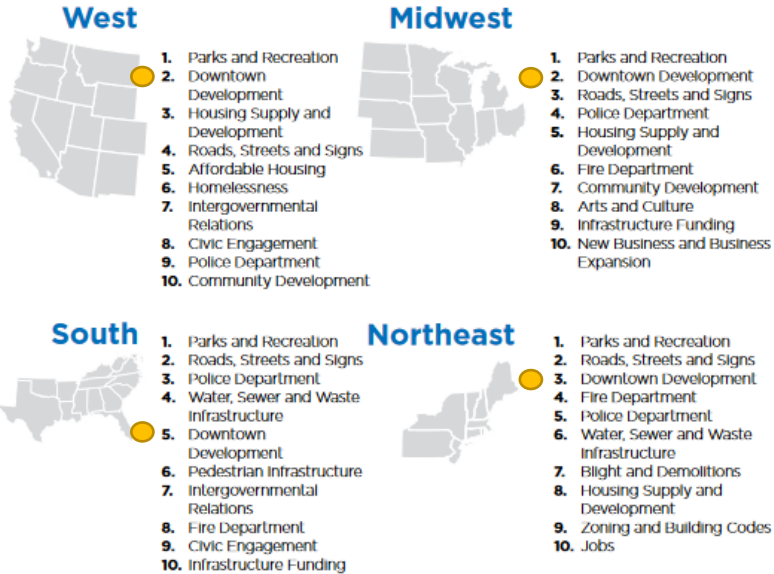 West
1. Parks and Recreation
2. Downtown
Development
3. Housing Supply and
Development
4. Roads, Streets and Signs
5. Affordable Housing
6. Homelessness
7. Intergovernmental
Relations
8. Civic Engagement
9. Police Department
10. Community Development
Midwest
1. Parks and Recreation
2. Downtown Development
3. Roads, Streets and Signs
4. Police Department
5. Housing Supply and
Development
6. Fire Department
7. Community Development
8. Arts and Culture
9. Infrastructure Funding
10. New Business and Business
Expansion
South
1. Parks and Recreation
2. Roads, Streets and Signs
3. Police Department
4. Water, Sewer and Waste
Infrastructure
5. Downtown
Development
6. Pedestrian Infrastructure
7. Intergovernmental
Relations
8. Fire Department
9. Civic Engagement
10. Infrastructure Funding
Northeast
1. Parks and Recreation
2. Roads, Streets and Signs
3. Downtown Development
4. Fire Department
5. Police Department
6. Water, Sewer and Waste
Infrastructure
7. Blight and Demolitions
8. Housing Supply and
Development
9. Zoning and Building Codes
10. Jobs